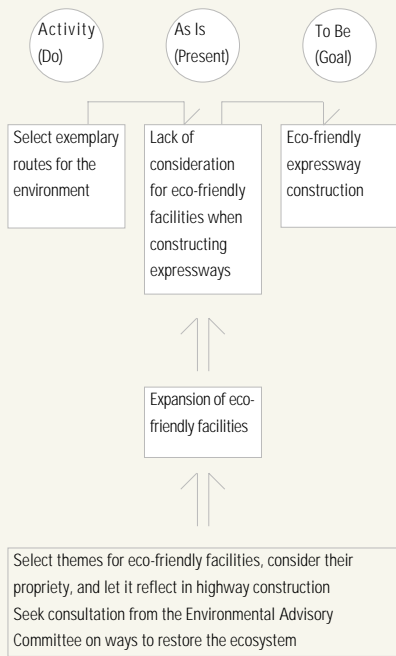 Activity
(Do)
As Is
(Present)
To Be
(Goal)
Select exemplary
routes for the
environment
Lack of
consideration
for eco-friendly
facilities when
constructing
expressways
Eco-friendly
expressway
construction
Expansion of eco-
friendly facilities
Select themes for eco-friendly facilities, consider their
propriety, and let it reflect in highway construction
Seek consultation from the Environmental Advisory
Committee on ways to restore the ecosystem